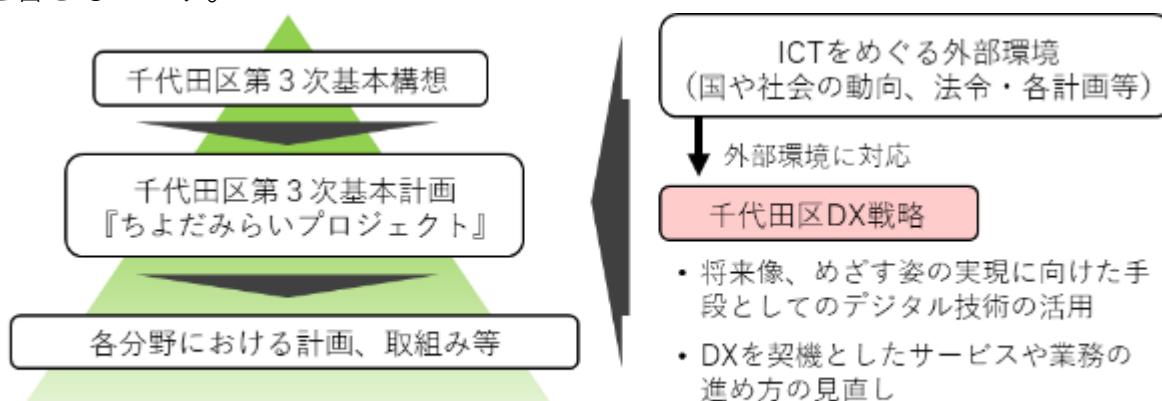 千代田区第３次基本構想
千代田区第３次基本計画
『ちよだみらいプロジェクト』
各分野における計画、取組み等
ICTをめぐる外部環境
（国や社会の動向、法令・各計画等）
外部環境に対応
千代田区DX戦略
• 将来像、めざす姿の実現に向けた手
段としてのデジタル技術の活用
• DXを契機としたサービスや業務の
進め方の見直し